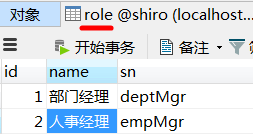 对象 role @shiro (localhost...
开始事务 备注
id name sn
1 部门经理 deptMgr
2 人事经理 empMgr